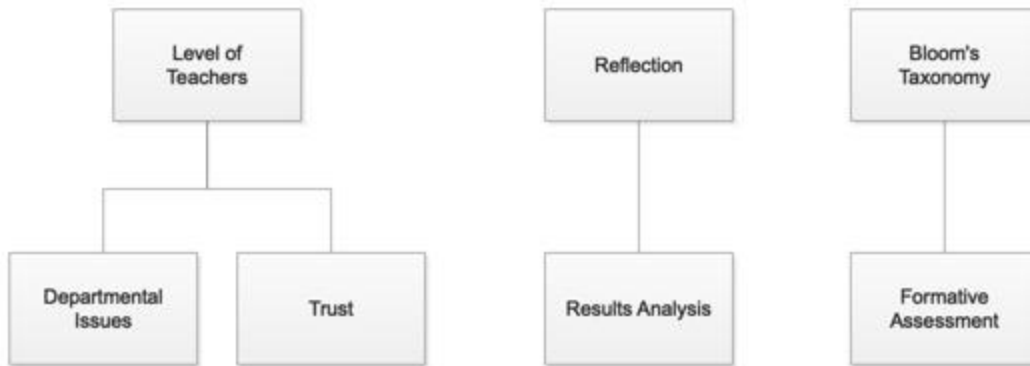 Level of
Teachers
Reflection
Bloom's
Taxonomy
Departmental
Issues
Trust
Results Analysis
Formative
Assessment